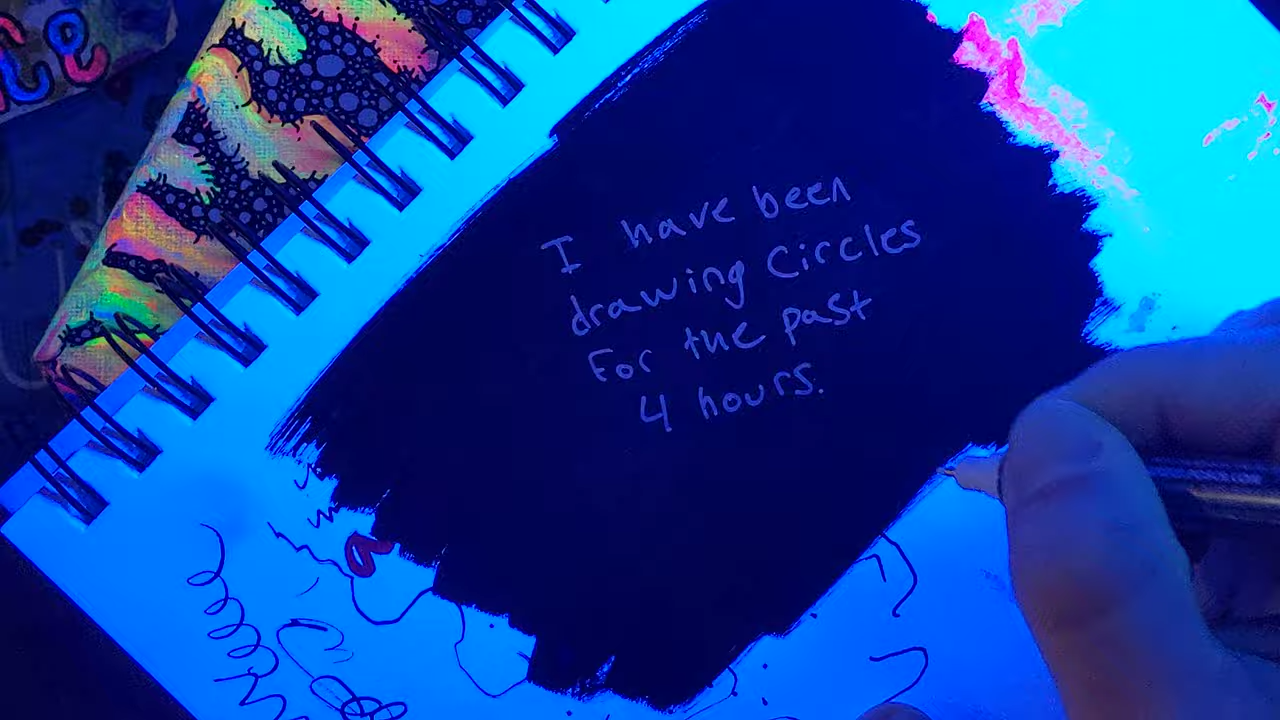 I have been
drawing circles
For the past
4 hours.